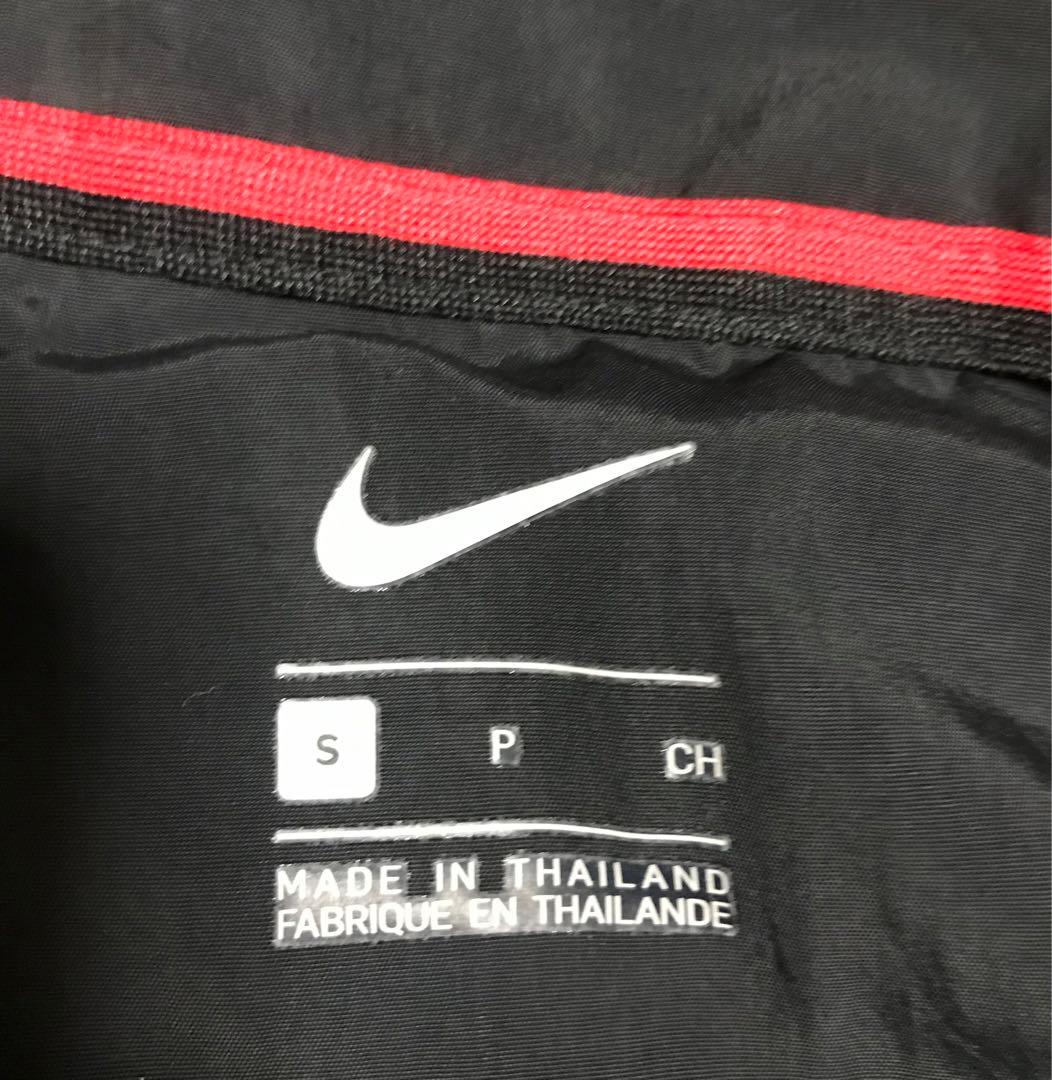 S P CH
MADE IN THAILAND
FABRIQUE EN THAILANDE